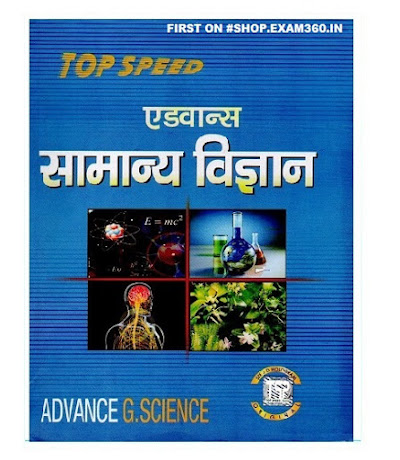 FIRST ON #SHOP.EXAM360.IN
TOP SPEED
एडवान्स
सामान्य विज्ञान
E = mc²
ADVANCE G.SCIENCE